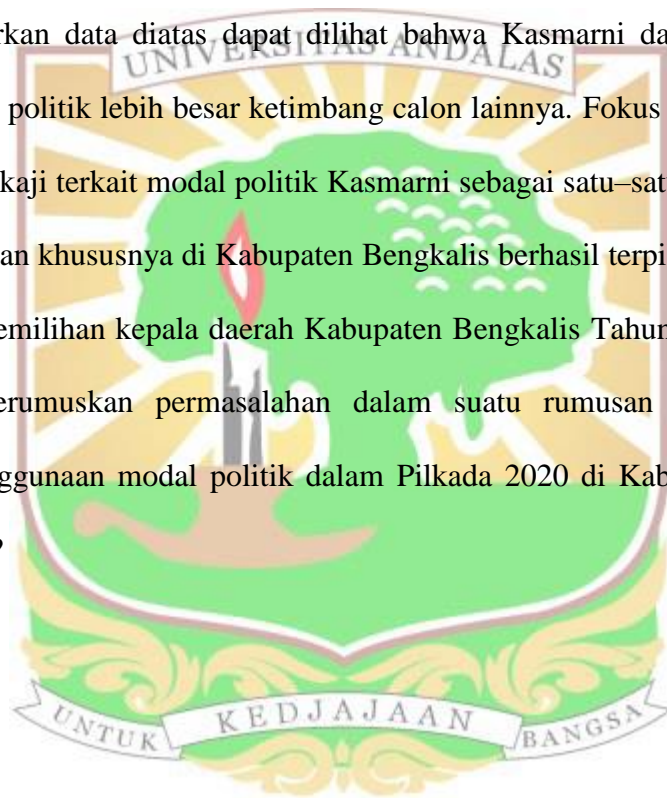 UNIVERSITAS ANDALAS
rkan data diatas dapat dilihat bahwa Kasmarni da
politik lebih besar ketimbang calon lainnya. Fokus
kaji terkait modal politik Kasmarni sebagai satu–sat
an khususnya di Kabupaten Bengkalis berhasil terpi
emilihan kepala daerah Kabupaten Bengkalis Tahun
erumuskan permasalahan dalam suatu rumusan
ggunaan modal politik dalam Pilkada 2020 di Kab
?
UNTUK KEDJAJAAN BANGSA